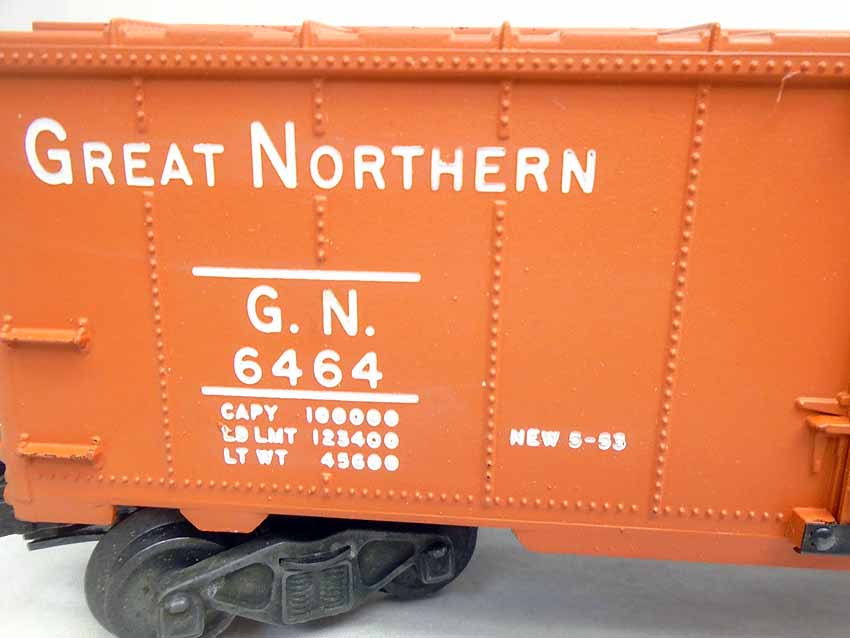 GREAT NORTHERN
G. N.
6464
CAPY 100000
LD LMT 123400
LT WT 45600
NEW 5-53